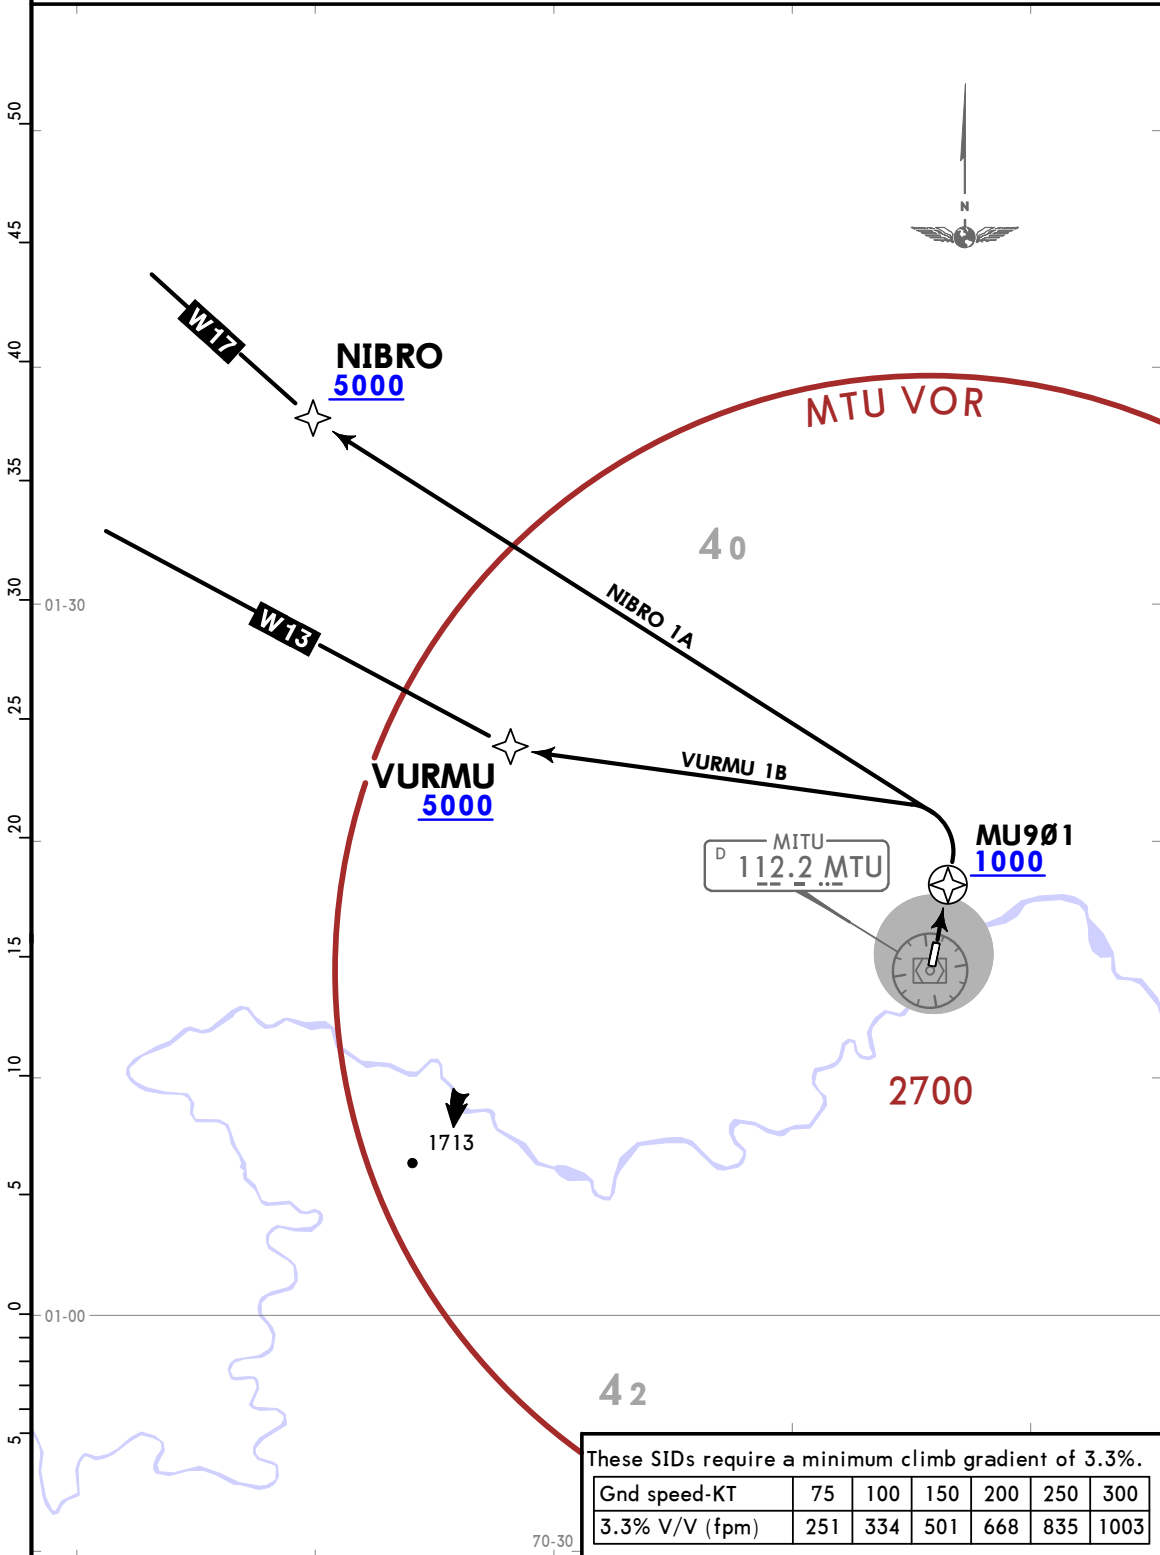 50
45
40
35
30
25
20
15
10
5
0
5
N
W17
NIBRO
5000
MTU VOR
40
01-30
W13
NIBRO 1A
VURMU 1B
VURMU
5000
MU9Ø1
1000
MITU
D 112.2 MTU
2700
1713
01-00
42
70-30
These SIDs require a minimum climb gradient of 3.3%.
Gnd speed-KT 75 100 150 200 250 300
3.3% V/V (fpm) 251 334 501 668 835 1003